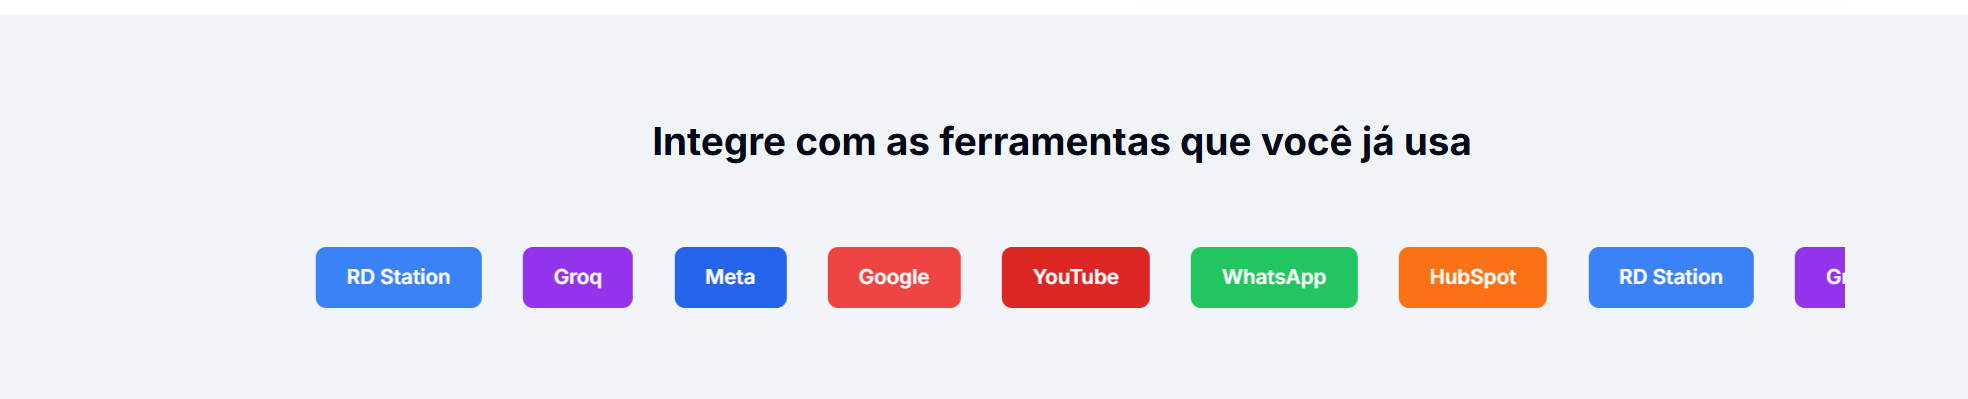 Integre com as ferramentas que você já usa
RD Station Groq Meta Google YouTube WhatsApp HubSpot RD Station